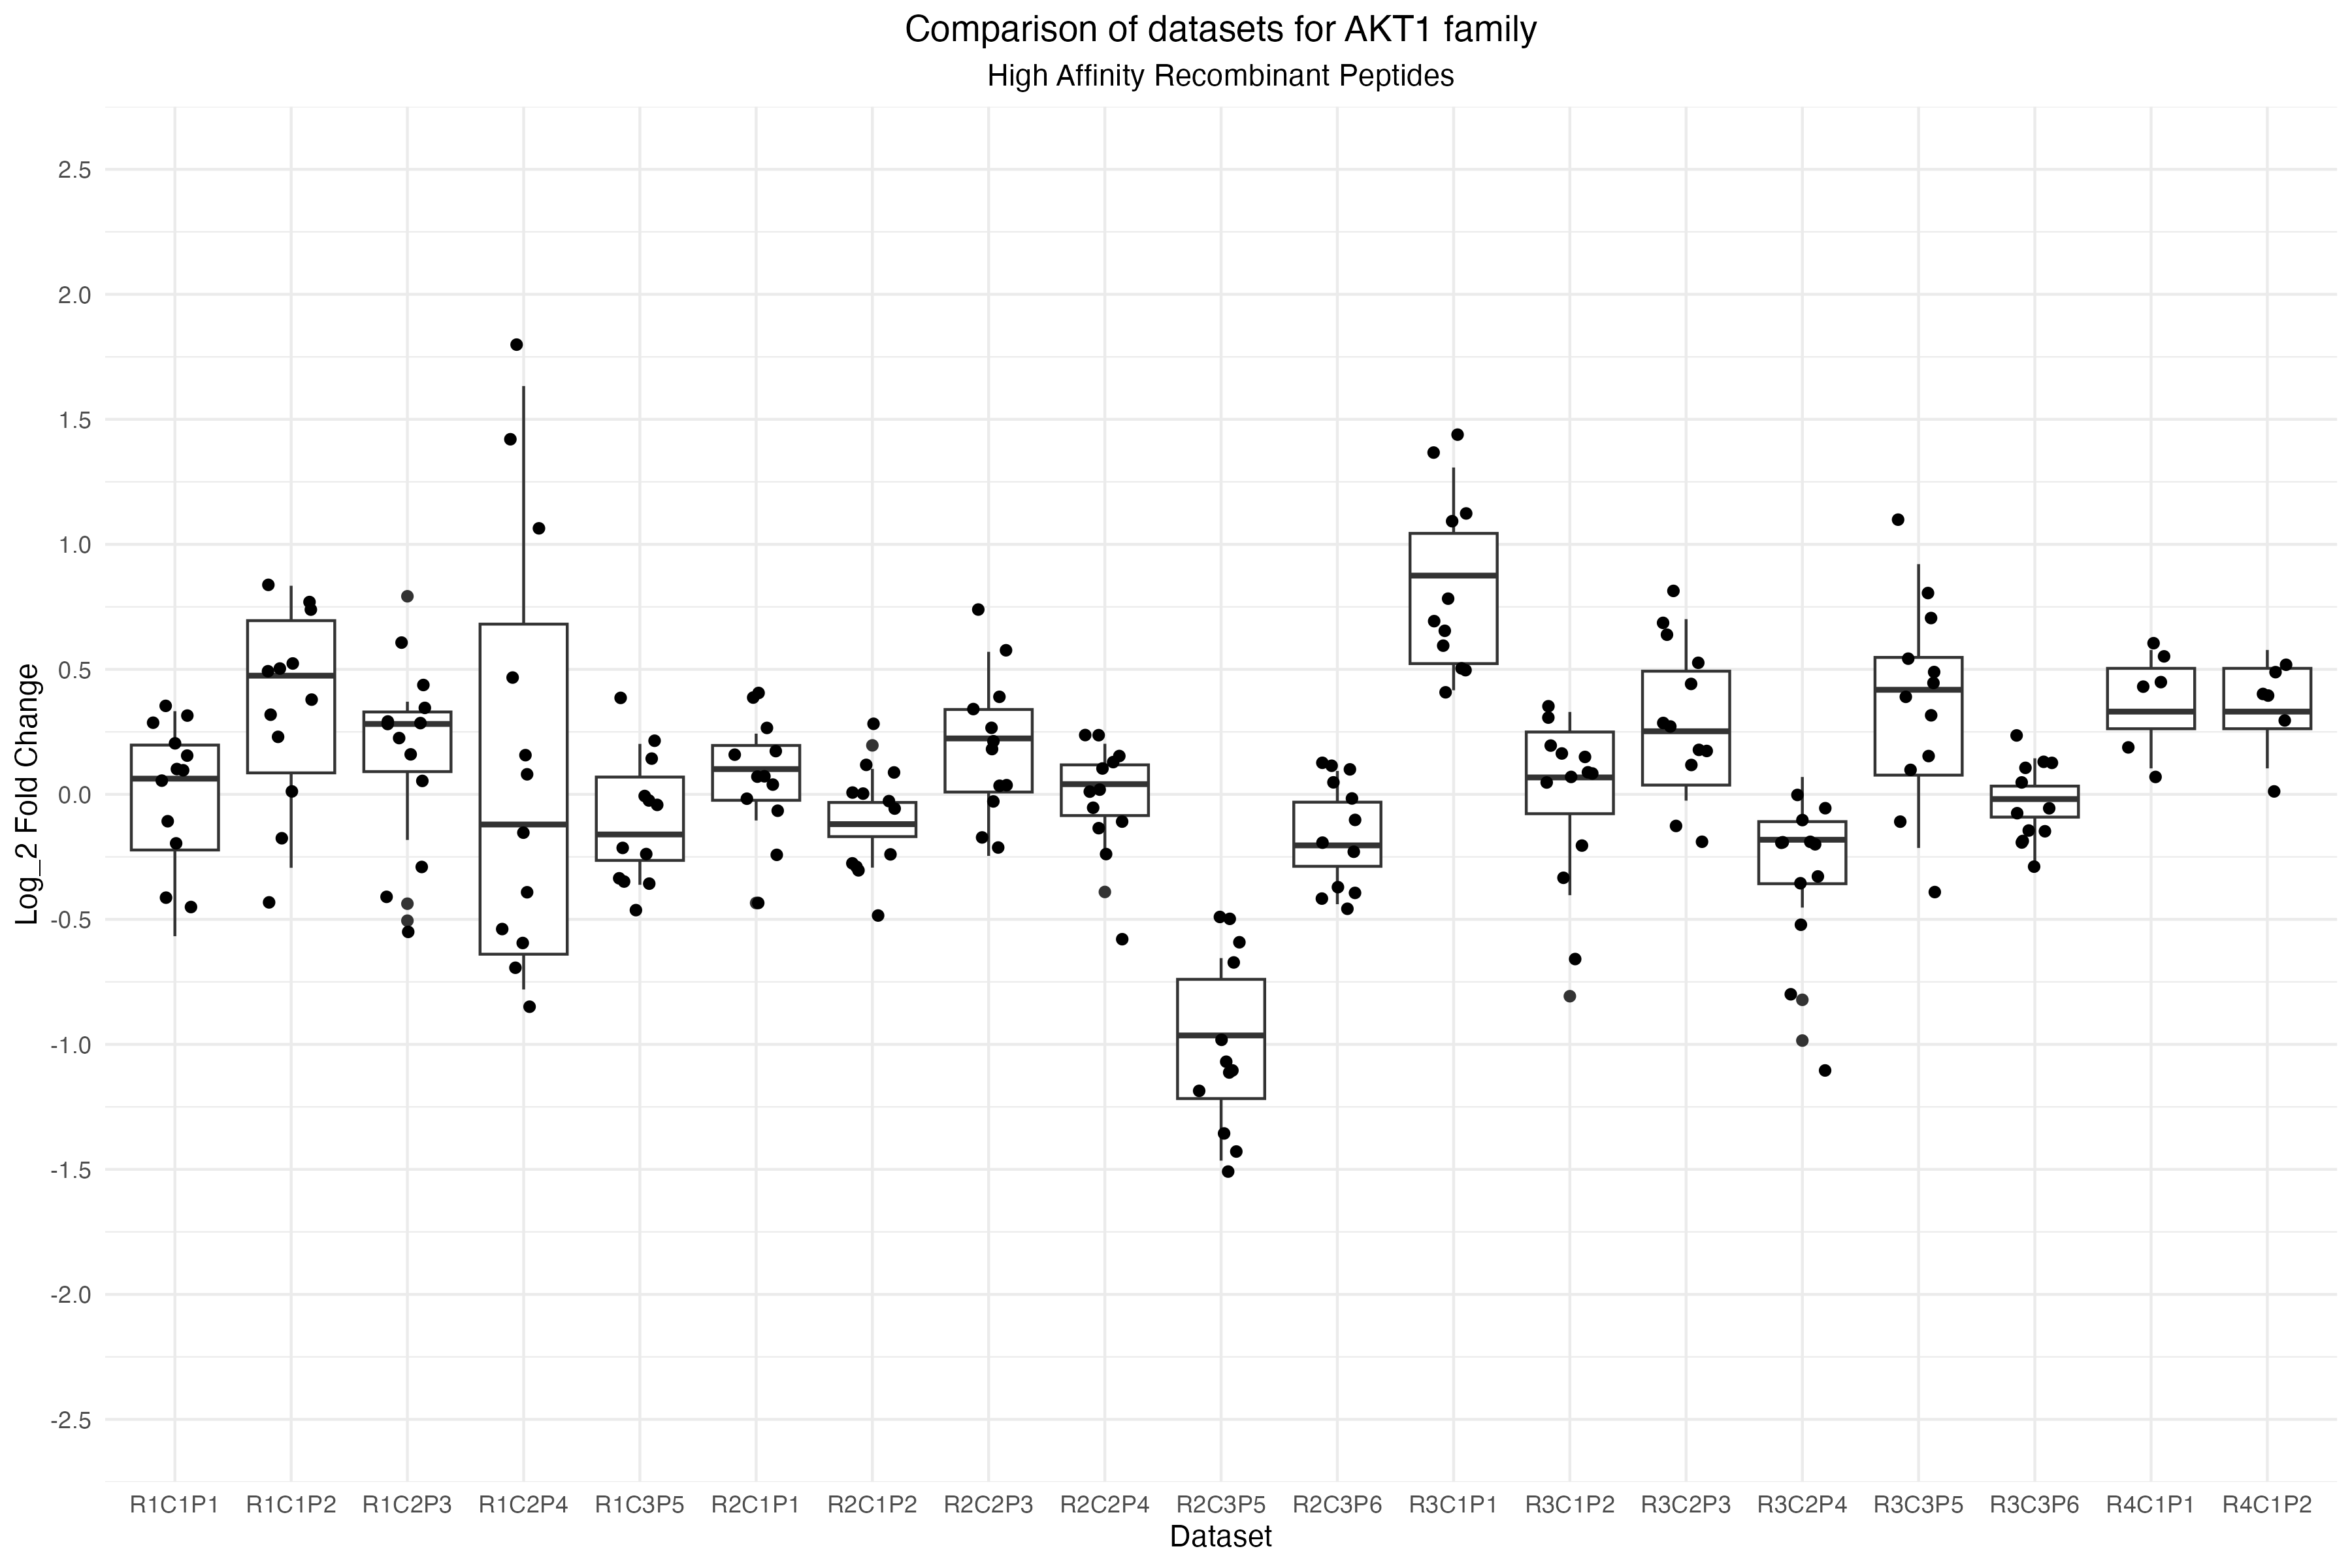 Comparison of datasets for AKT1 family
High Affinity Recombinant Peptides
Log_2 Fold Change
2.5
2.0
1.5
1.0
0.5
0.0
-0.5
-1.0
-1.5
-2.0
-2.5
R1C1P1 R1C1P2 R1C2P3 R1C2P4 R1C3P5 R2C1P1 R2C1P2 R2C2P3 R2C2P4 R2C3P5 R2C3P6 R3C1P1 R3C1P2 R3C2P3 R3C2P4 R3C3P5 R3C3P6 R4C1P1 R4C1P2
Dataset